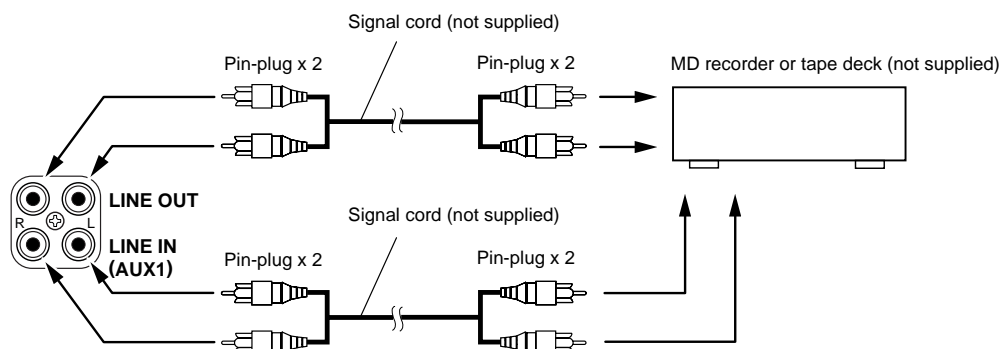 Signal cord (not supplied)
Pin-plug x 2
Pin-plug x 2
MD recorder or tape deck (not supplied)
LINE OUT
R
L
LINE IN
(AUX1)
Signal cord (not supplied)
Pin-plug x 2
Pin-plug x 2